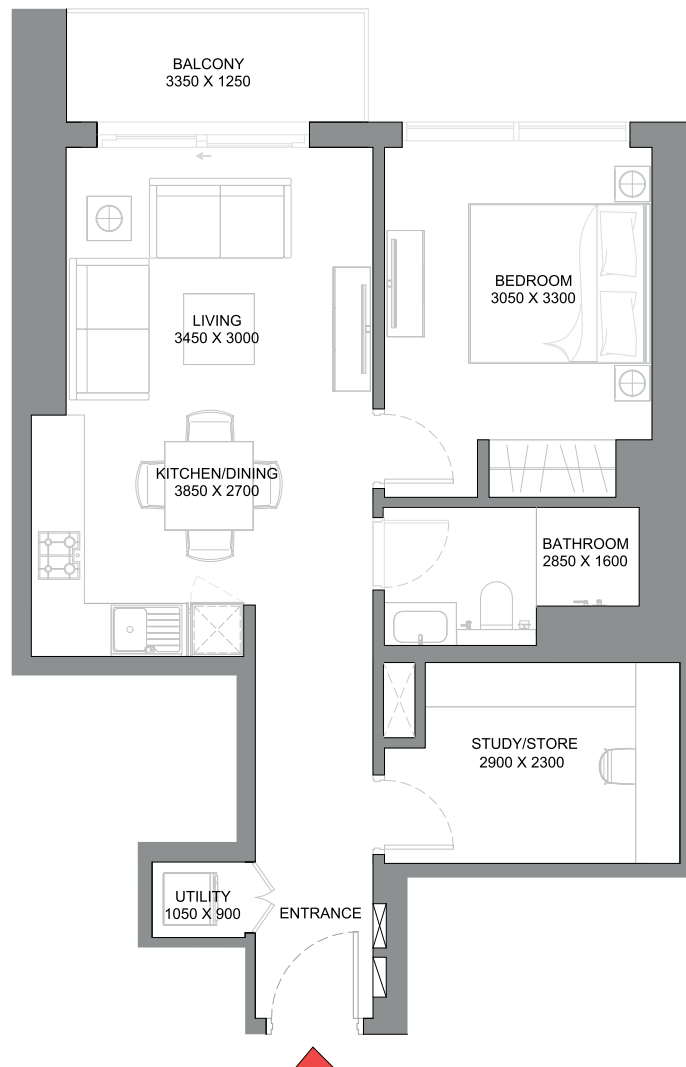 BALCONY
3350 X 1250
BEDROOM
3050 X 3300
LIVING
3450 X 3000
KITCHEN/DINING
3850 X 2700
BATHROOM
2850 X 1600
STUDY/STORE
2900 X 2300
UTILITY
1050 X 900
ENTRANCE